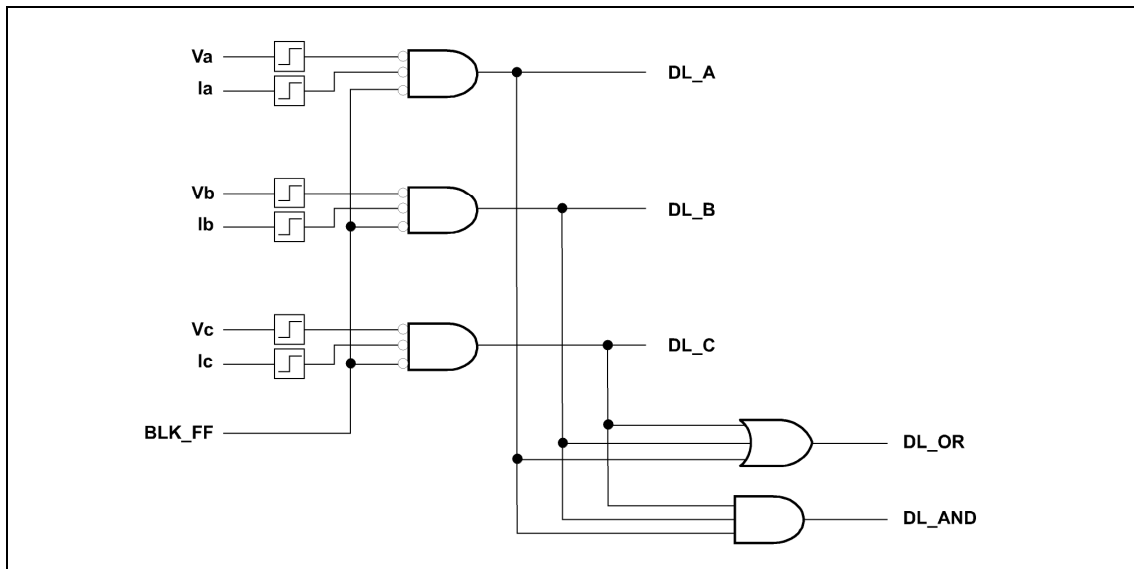 Va
Ia
DL_A
Vb
Ib
DL_B
Vc
Ic
DL_C
BLK_FF
DL_OR
DL_AND